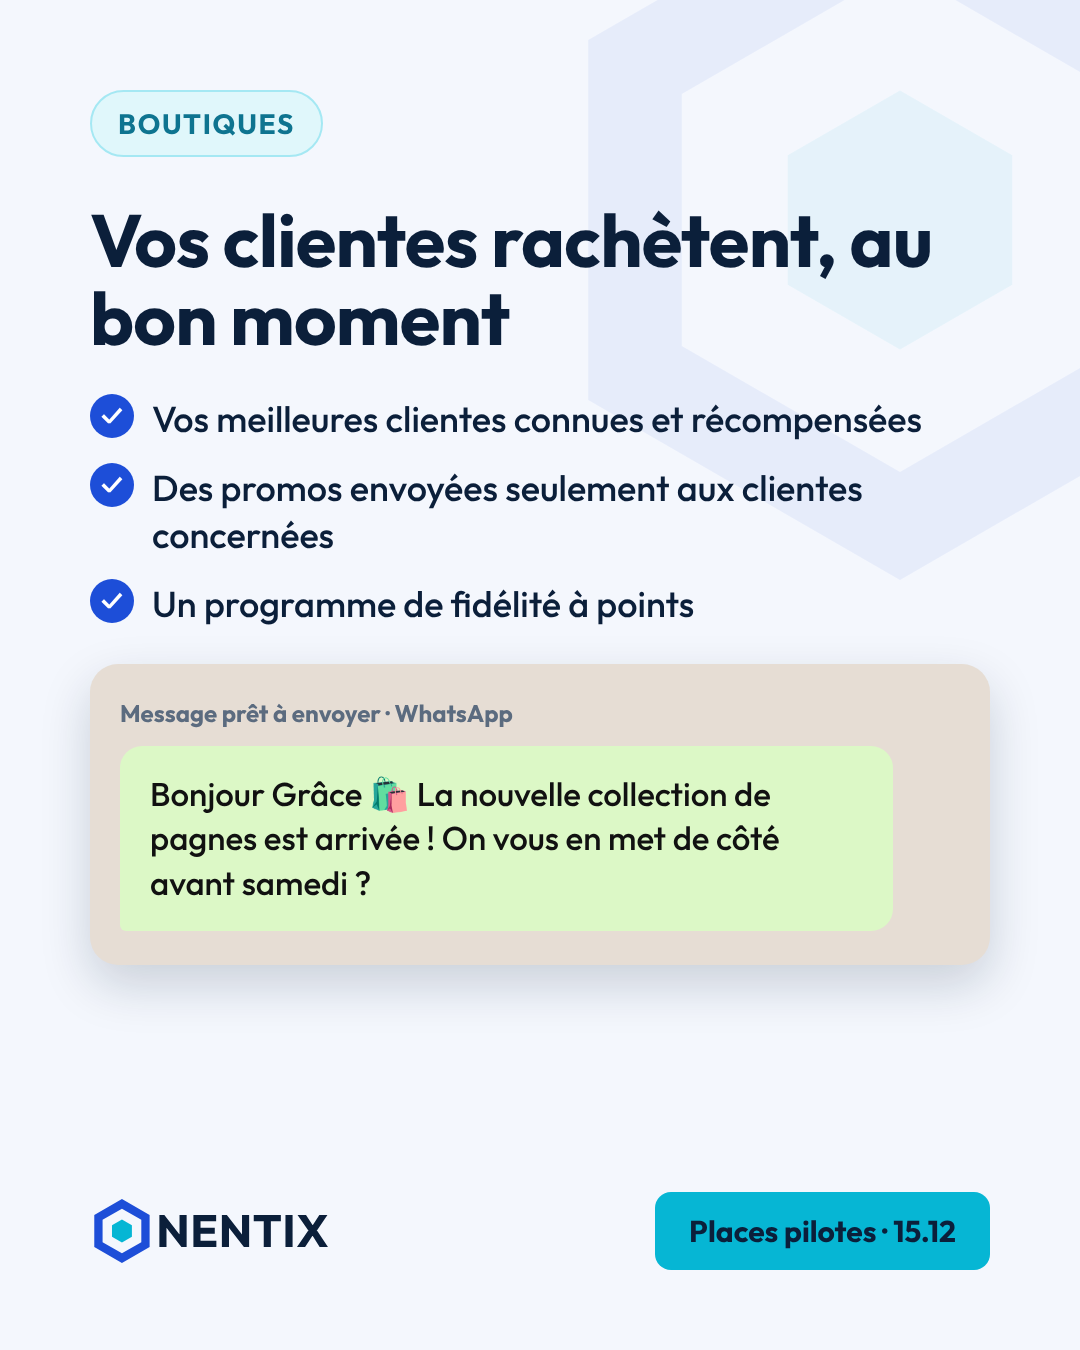 BOUTIQUES
Vos clientes rachètent, au
bon moment
Vos meilleures clientes connues et récompensées
Des promos envoyées seulement aux clientes
concernées
Un programme de fidélité à points
Message prêt à envoyer · WhatsApp
Bonjour Grâce 🛍️ La nouvelle collection de
pagnes est arrivée ! On vous en met de côté
avant samedi ?
NENTIX
Places pilotes · 15.12